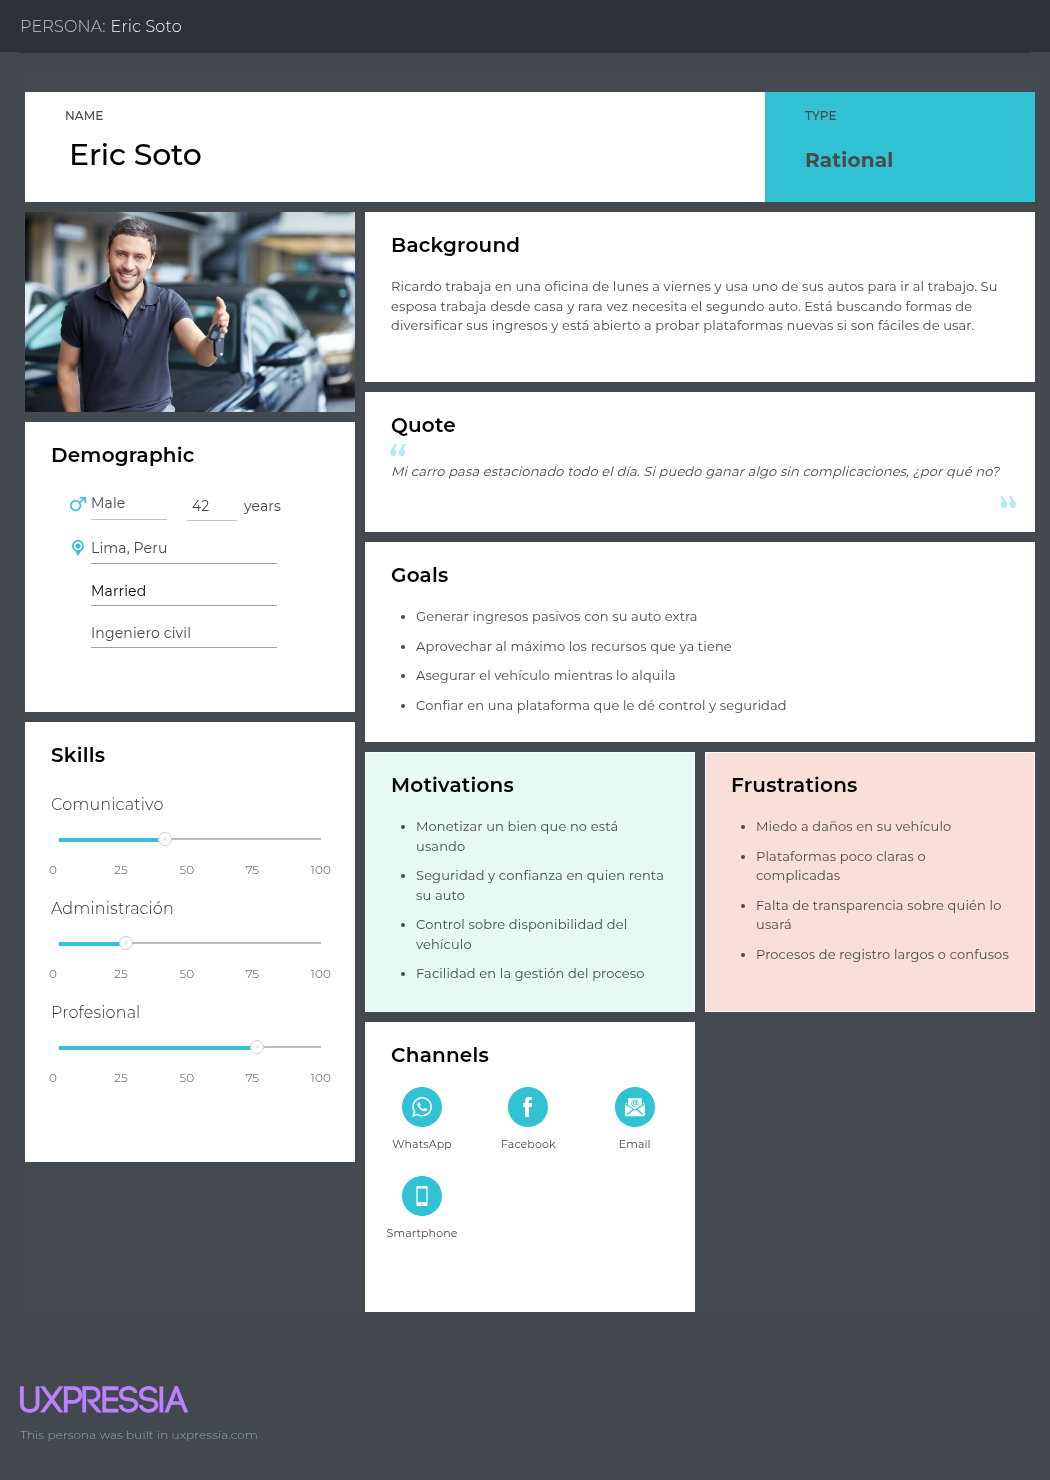 PERSONA: Eric Soto
NAME
Eric Soto
TYPE
Rational
Demographic
Male
42 years
Lima, Peru
Married
Ingeniero civil
Skills
Comunicativo
0 25 50 75 100
Administración
0 25 50 75 100
Profesional
0 25 50 75 100
Background
Ricardo trabaja en una oficina de lunes a viernes y usa uno de sus autos para ir al trabajo. Su
esposa trabaja desde casa y rara vez necesita el segundo auto. Está buscando formas de
diversificar sus ingresos y está abierto a probar plataformas nuevas si son fáciles de usar.
Quote
“
Mi carro pasa estacionado todo el día. Si puedo ganar algo sin complicaciones, ¿por qué no?
”
Goals
• Generar ingresos pasivos con su auto extra
• Aprovechar al máximo los recursos que ya tiene
• Asegurar el vehículo mientras lo alquila
• Confiar en una plataforma que le dé control y seguridad
Motivations
• Monetizar un bien que no está
usando
• Seguridad y confianza en quien renta
su auto
• Control sobre disponibilidad del
vehículo
• Facilidad en la gestión del proceso
Frustrations
• Miedo a daños en su vehículo
• Plataformas poco claras o
complicadas
• Falta de transparencia sobre quién lo
usará
• Procesos de registro largos o confusos
Channels
WhatsApp
Facebook
Email
Smartphone
UXPRESSIA
This persona was built in uxpressia.com